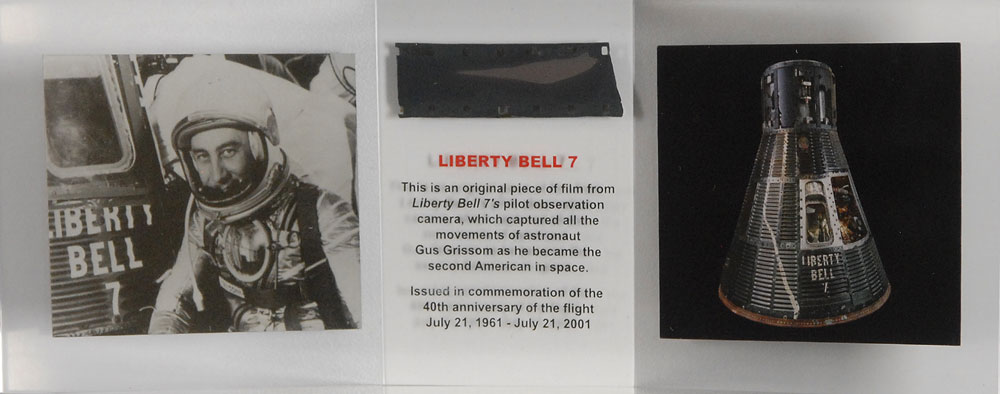 LIBERTY
BELL
7
LIBERTY BELL 7
This is an original piece of film from
Liberty Bell 7's pilot observation
camera, which captured all the
movements of astronaut
Gus Grissom as he became the
second American in space.
Issued in commemoration of the
40th anniversary of the flight
July 21, 1961 - July 21, 2001
LIBERTY
BELL
7